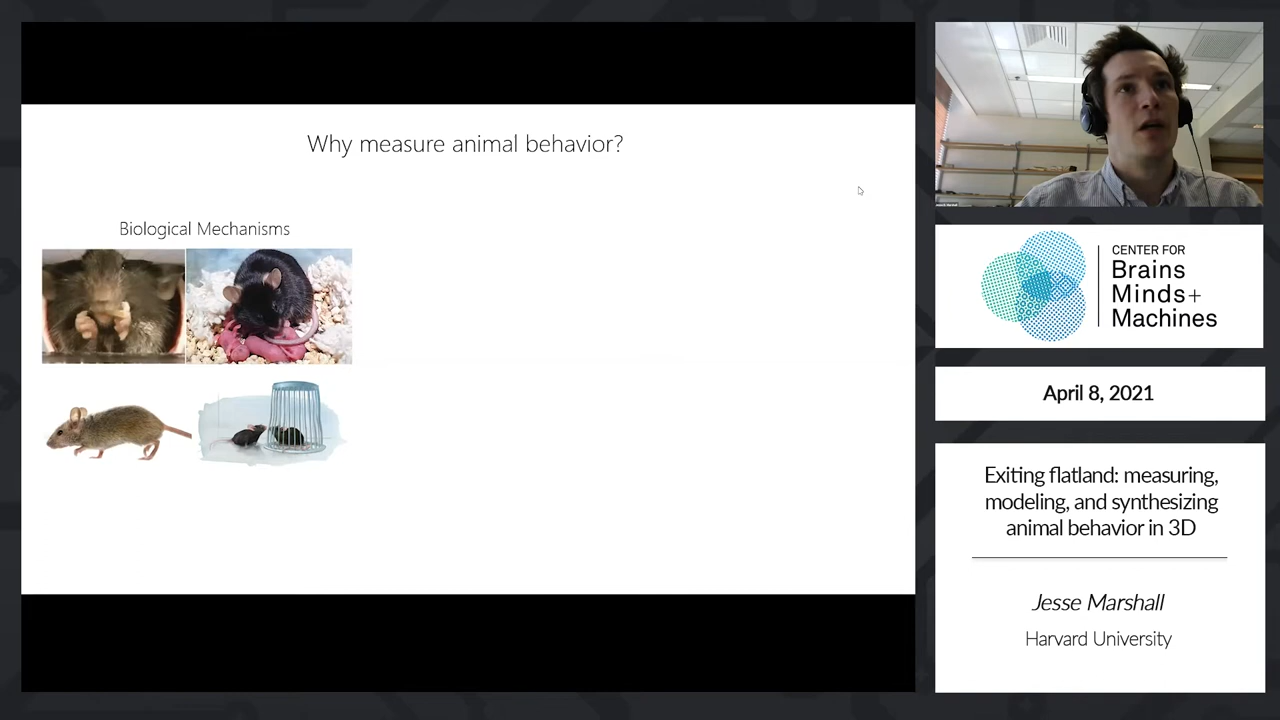 Why measure animal behavior?
Biological Mechanisms
CENTER FOR
Brains
Minds+
Machines
April 8, 2021
Exiting flatland: measuring,
modeling, and synthesizing
animal behavior in 3D
Jesse Marshall
Harvard University